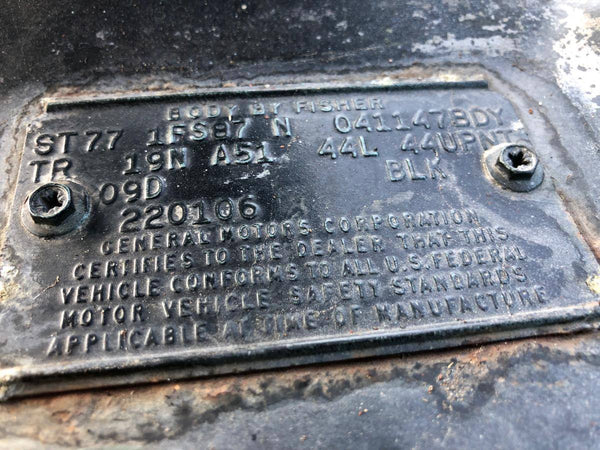 BODY BY FISHER
ST77 1FS87 N 041147BDY
TR 19N A51 44L 44UPNT
09D BLK
220106
GENERAL MOTORS CORPORATION
CERTIFIES TO THE DEALER THAT THIS
VEHICLE CONFORMS TO ALL U.S. FEDERAL
MOTOR VEHICLE SAFETY STANDARDS
APPLICABLE AT TIME OF MANUFACTURE